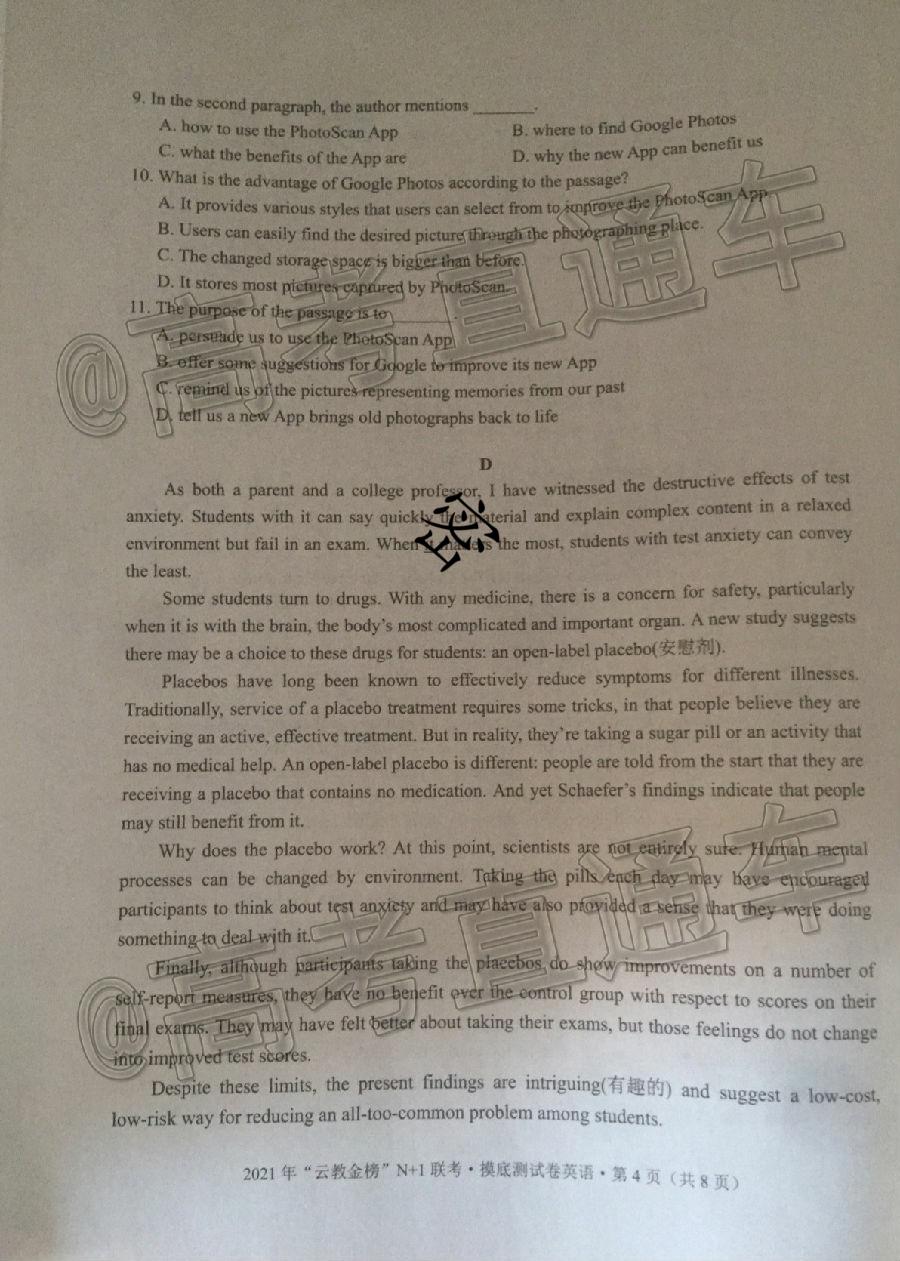 9. In the second paragraph, the author mentions ________.
A. how to use the PhotoScan App B. where to find Google Photos
C. what the benefits of the App are D. why the new App can benefit us
10. What is the advantage of Google Photos according to the passage?
A. It provides various styles that users can select from to improve the PhotoScan App.
B. Users can easily find the desired picture through the photographing place.
C. The changed storage space is bigger than before.
D. It stores most pictures captured by PhotoScan.
11. The purpose of the passage is to ________.
A. persuade us to use the PhotoScan App
B. offer some suggestions for Google to improve its new App
C. remind us of the pictures representing memories from our past
D. tell us a new App brings old photographs back to life
@高考直通车
D
As both a parent and a college professor, I have witnessed the destructive effects of test
anxiety. Students with it can say quickly the material and explain complex content in a relaxed
environment but fail in an exam. When it matters the most, students with test anxiety can convey
the least.
Some students turn to drugs. With any medicine, there is a concern for safety, particularly
when it is with the brain, the body's most complicated and important organ. A new study suggests
there may be a choice to these drugs for students: an open-label placebo(安慰剂).
Placebos have long been known to effectively reduce symptoms for different illnesses.
Traditionally, service of a placebo treatment requires some tricks, in that people believe they are
receiving an active, effective treatment. But in reality, they're taking a sugar pill or an activity that
has no medical help. An open-label placebo is different: people are told from the start that they are
receiving a placebo that contains no medication. And yet Schaefer's findings indicate that people
may still benefit from it.
Why does the placebo work? At this point, scientists are not entirely sure. Human mental
processes can be changed by environment. Taking the pills each day may have encouraged
participants to think about test anxiety and may have also provided a sense that they were doing
something to deal with it.
Finally, although participants taking the placebos do show improvements on a number of
self-report measures, they have no benefit over the control group with respect to scores on their
final exams. They may have felt better about taking their exams, but those feelings do not change
into improved test scores.
@高考直通车
Despite these limits, the present findings are intriguing(有趣的) and suggest a low-cost,
low-risk way for reducing an all-too-common problem among students.
2021 年“云教金榜”N+1 联考·摸底测试卷英语·第 4 页（共 8 页）